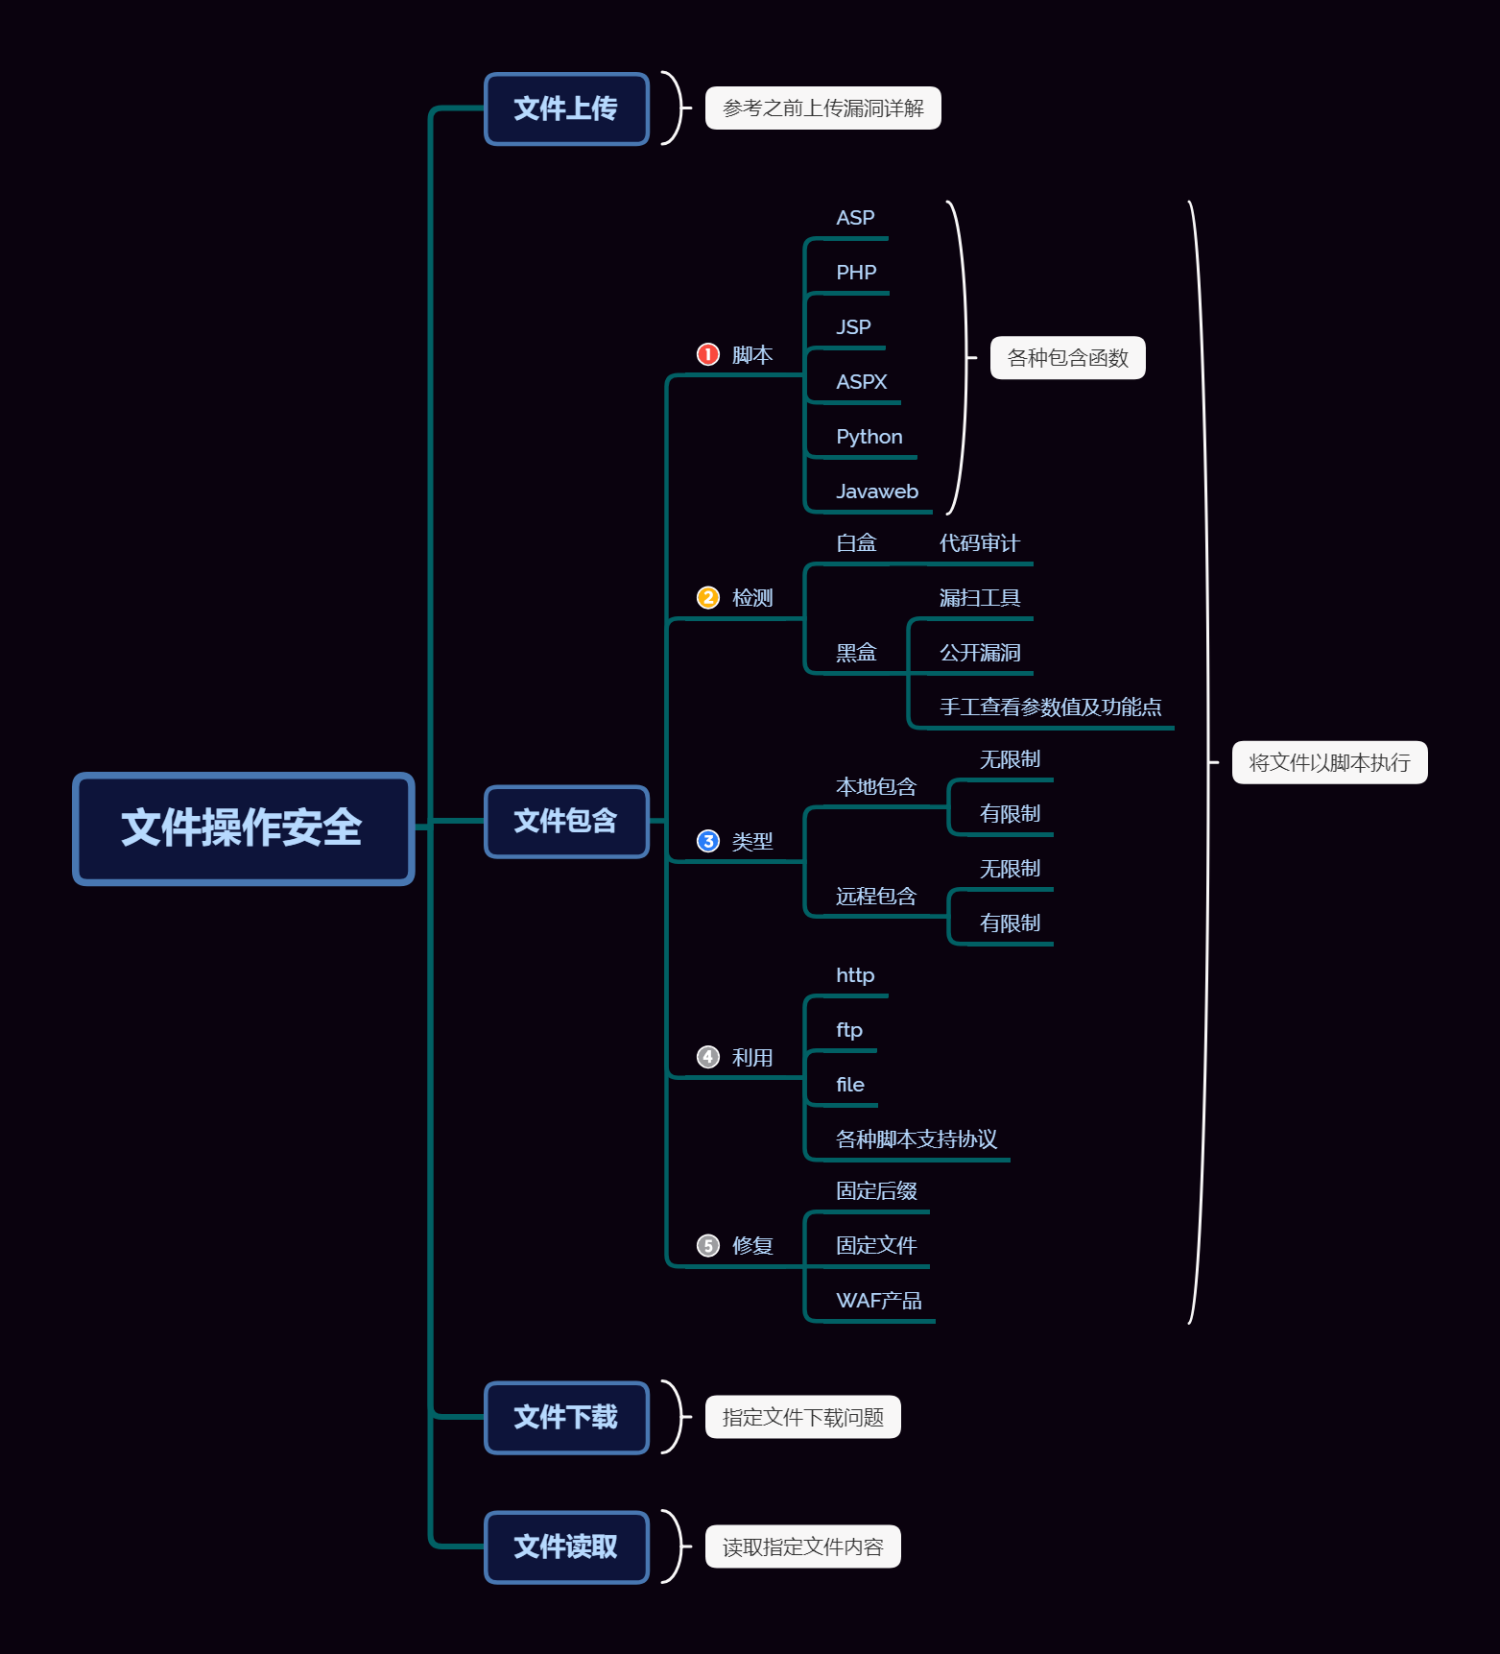 文件操作安全
文件上传
参考之前上传漏洞详解
文件包含
1 脚本
ASP
PHP
JSP
ASPX
Python
Javaweb
各种包含函数
2 检测
白盒
代码审计
黑盒
漏扫工具
公开漏洞
手工查看参数值及功能点
3 类型
本地包含
无限制
有限制
远程包含
无限制
有限制
4 利用
http
ftp
file
各种脚本支持协议
5 修复
固定后缀
固定文件
WAF产品
将文件以脚本执行
文件下载
指定文件下载问题
文件读取
读取指定文件内容